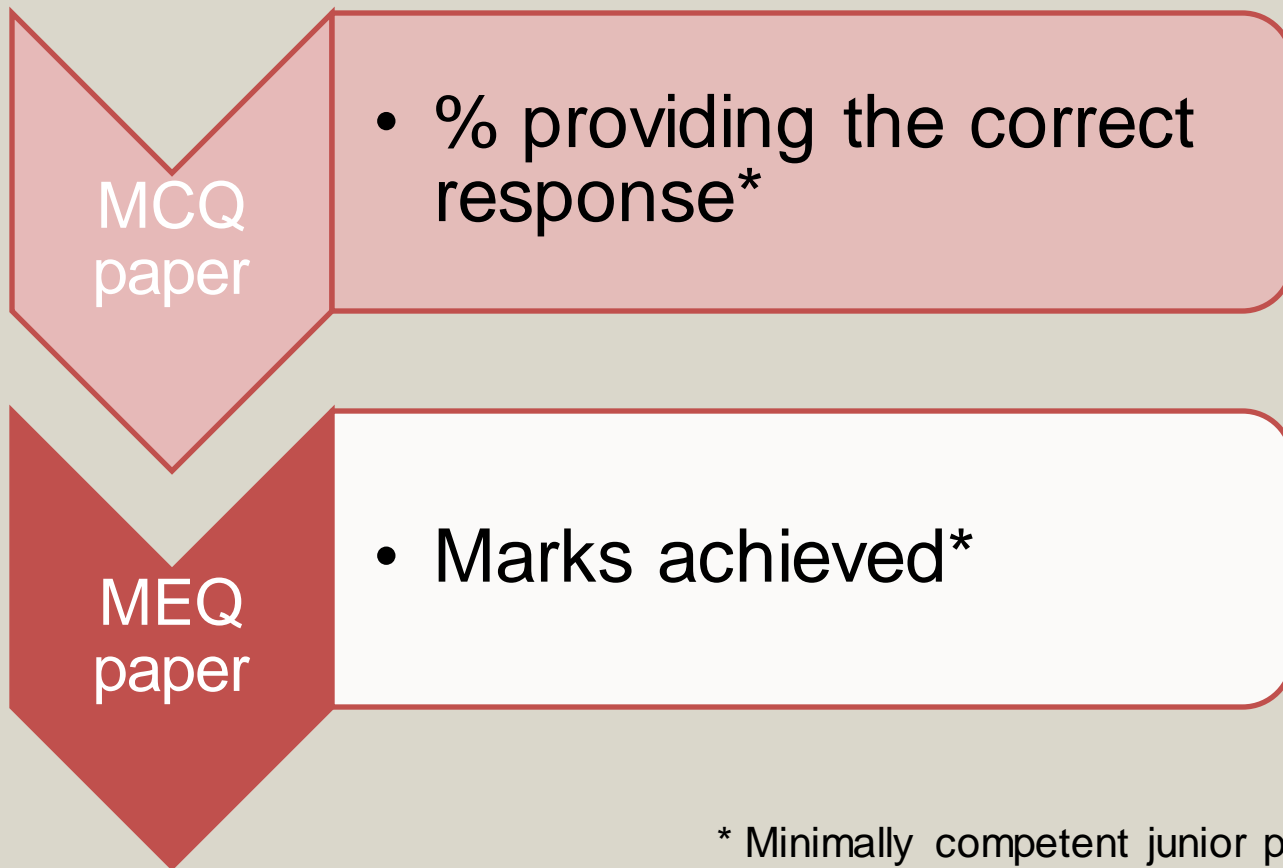 MCQ
paper
• % providing the correct
response*
MEQ
paper
• Marks achieved*
* Minimally competent junior